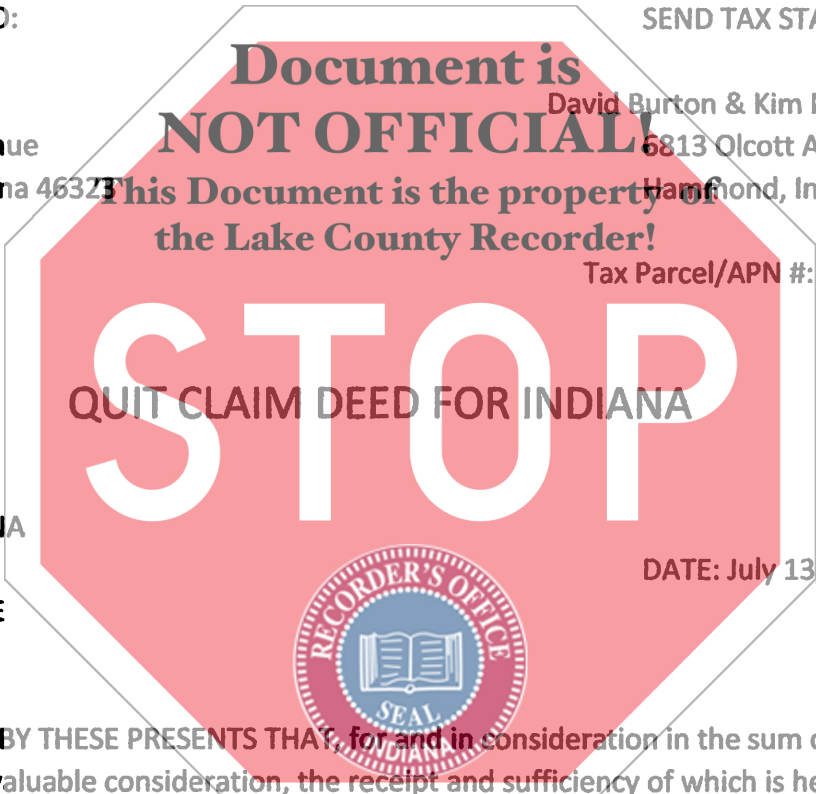 SEND TAX STA
Document is
David Burton & Kim
NOT OFFICIAL!
ue
6813 Olcott A
This Document is the property of
na 46323
Hammond, In
the Lake County Recorder!
Tax Parcel/APN #:
STOP
QUIT CLAIM DEED FOR INDIANA
DATE: July 13
RECORDER'S OFFICE
SEAL
INDIANA
BY THESE PRESENTS THAT, for and in consideration in the sum
aluable consideration, the receipt and sufficiency of which is he